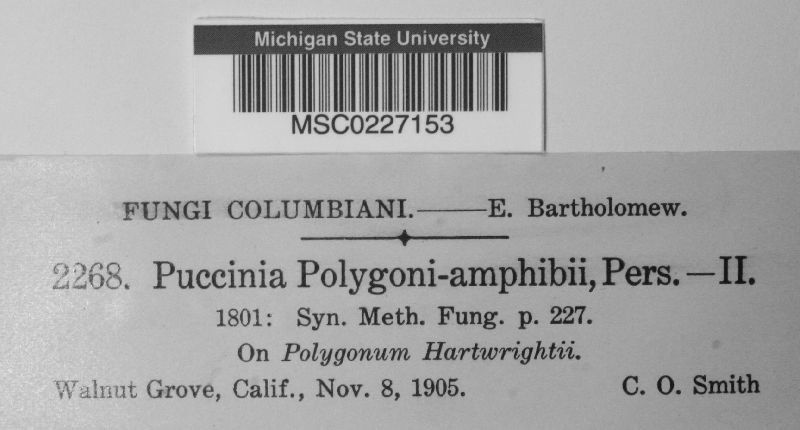 Michigan State University
MSC0227153
FUNGI COLUMBIANI.——E. Bartholomew.
2268. Puccinia Polygoni-amphibii, Pers.—II.
1801: Syn. Meth. Fung. p. 227.
On Polygonum Hartwrightii.
Walnut Grove, Calif., Nov. 8, 1905. C. O. Smith